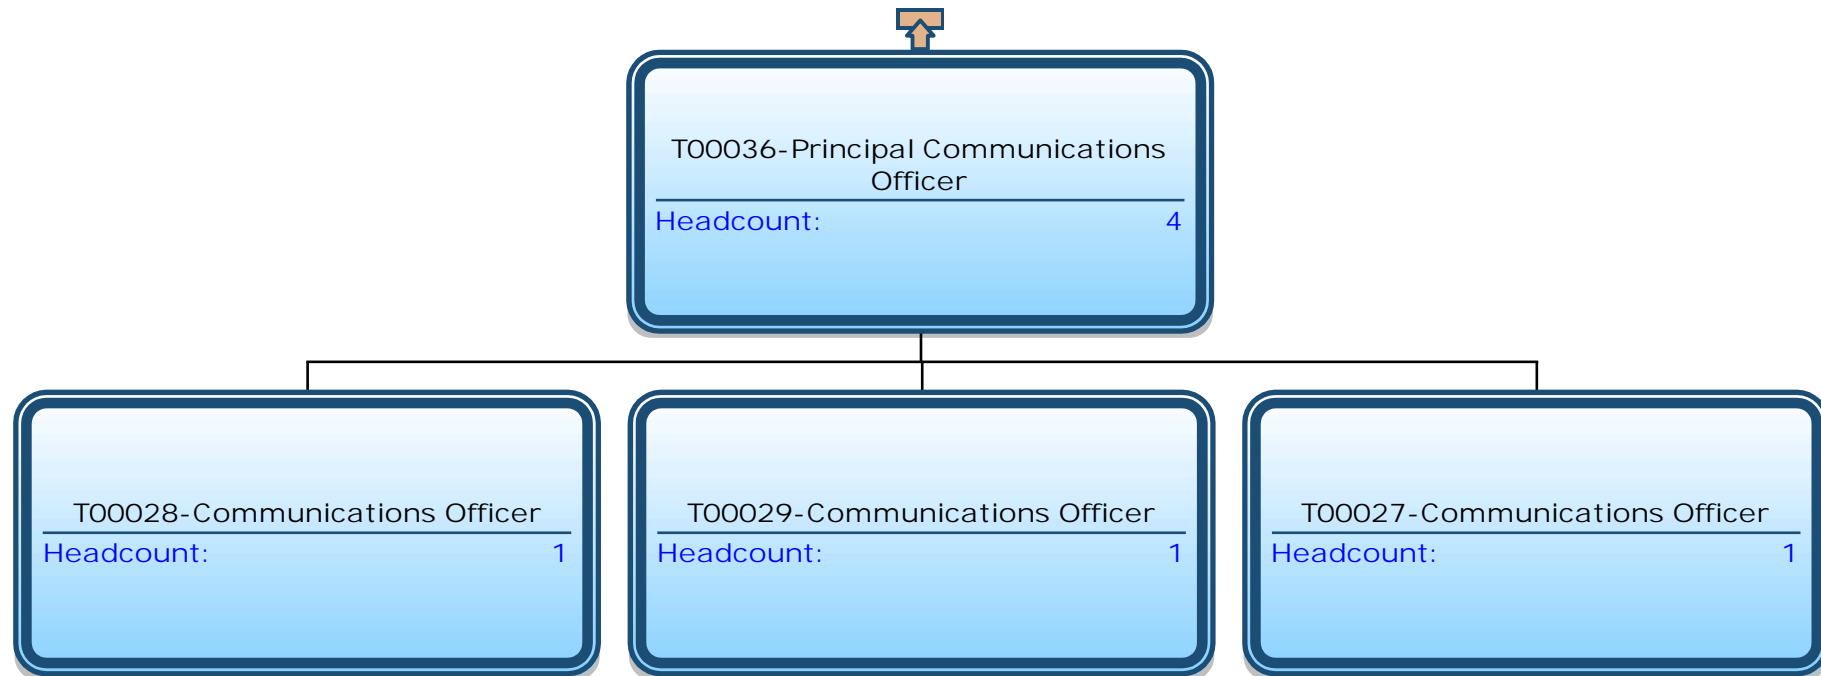 T00036-Principal Communications
Officer
Headcount: 4
T00028-Communications Officer
Headcount: 1
T00029-Communications Officer
Headcount: 1
T00027-Communications Officer
Headcount: 1